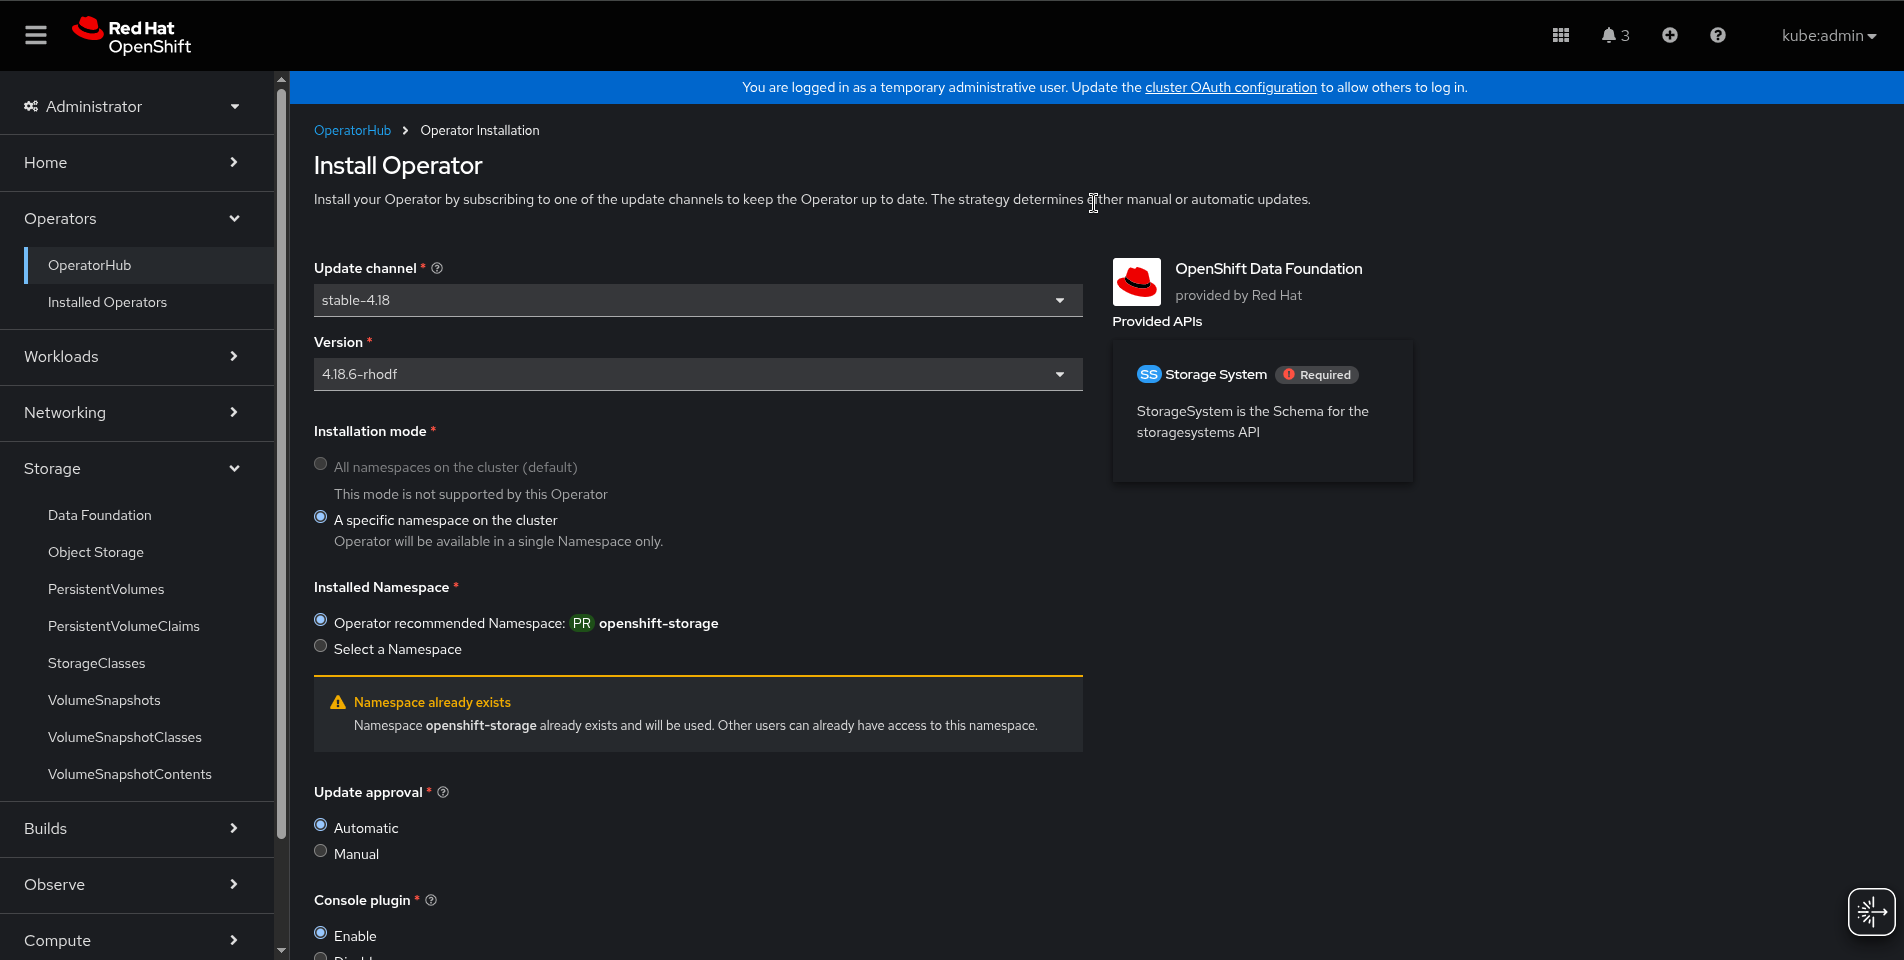 Red Hat
OpenShift
3
kube:admin
You are logged in as a temporary administrative user. Update the cluster OAuth configuration to allow others to log in.
Administrator
Home
Operators
OperatorHub
Installed Operators
Workloads
Networking
Storage
Data Foundation
Object Storage
PersistentVolumes
PersistentVolumeClaims
StorageClasses
VolumeSnapshots
VolumeSnapshotClasses
VolumeSnapshotContents
Builds
Observe
Compute
OperatorHub > Operator Installation
Install Operator
Install your Operator by subscribing to one of the update channels to keep the Operator up to date. The strategy determines either manual or automatic updates.
Update channel *
stable-4.18
Version *
4.18.6-rhodf
Installation mode *
All namespaces on the cluster (default)
This mode is not supported by this Operator
A specific namespace on the cluster
Operator will be available in a single Namespace only.
Installed Namespace *
Operator recommended Namespace: PR openshift-storage
Select a Namespace
Namespace already exists
Namespace openshift-storage already exists and will be used. Other users can already have access to this namespace.
Update approval *
Automatic
Manual
Console plugin *
Enable
OpenShift Data Foundation
provided by Red Hat
Provided APIs
SS Storage System Required
StorageSystem is the Schema for the
storagesystems API